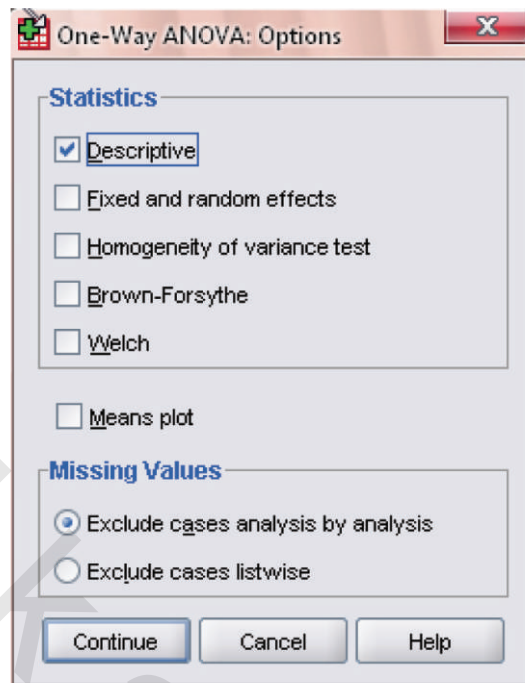 One-Way ANOVA: Options
Statistics
Descriptive
Fixed and random effects
Homogeneity of variance test
Brown-Forsythe
Welch
Means plot
Missing Values
Exclude cases analysis by analysis
Exclude cases listwise
Continue Cancel Help